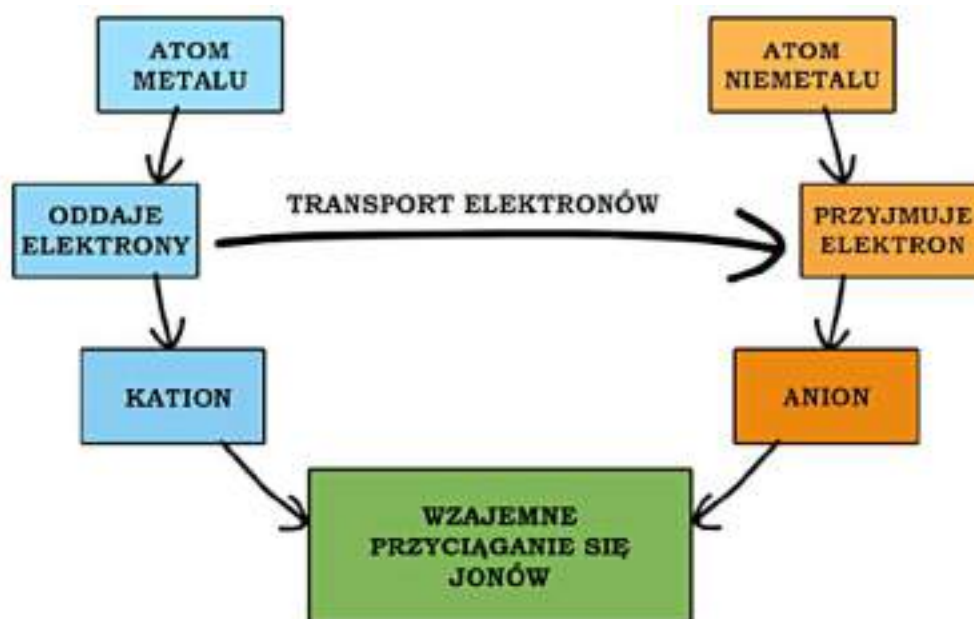 ATOM
METALU
ATOM
NIEMETALU
ODDAJE
ELEKTRONY
TRANSPORT ELEKTRONÓW
PRZYJMUJE
ELEKTRON
KATION
ANION
WZAJEMNE
PRZYCIĄGANIE SIĘ
JONÓW